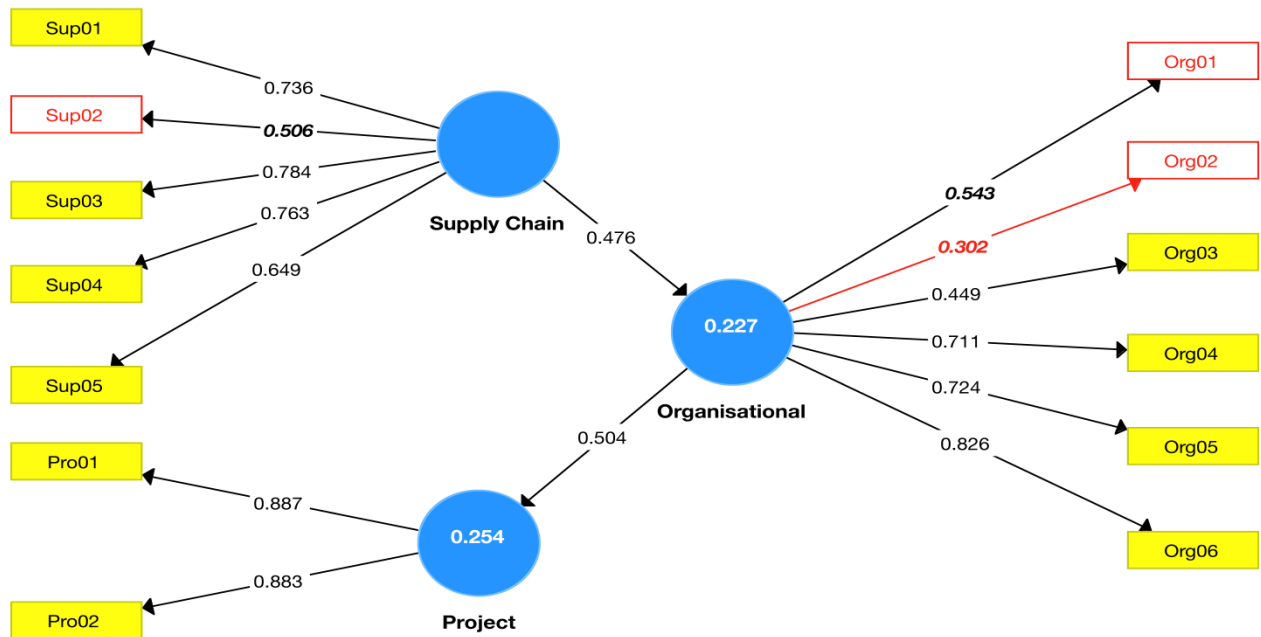 Sup01
0.736
Sup02
0.506
Sup03
0.784
Sup04
0.763
Sup05
0.649
Supply Chain
0.476
Org01
0.543
Org02
0.302
Org03
0.449
Org04
0.711
Org05
0.724
Org06
0.826
0.227
Organisational
0.504
Pro01
0.887
Pro02
0.883
0.254
Project